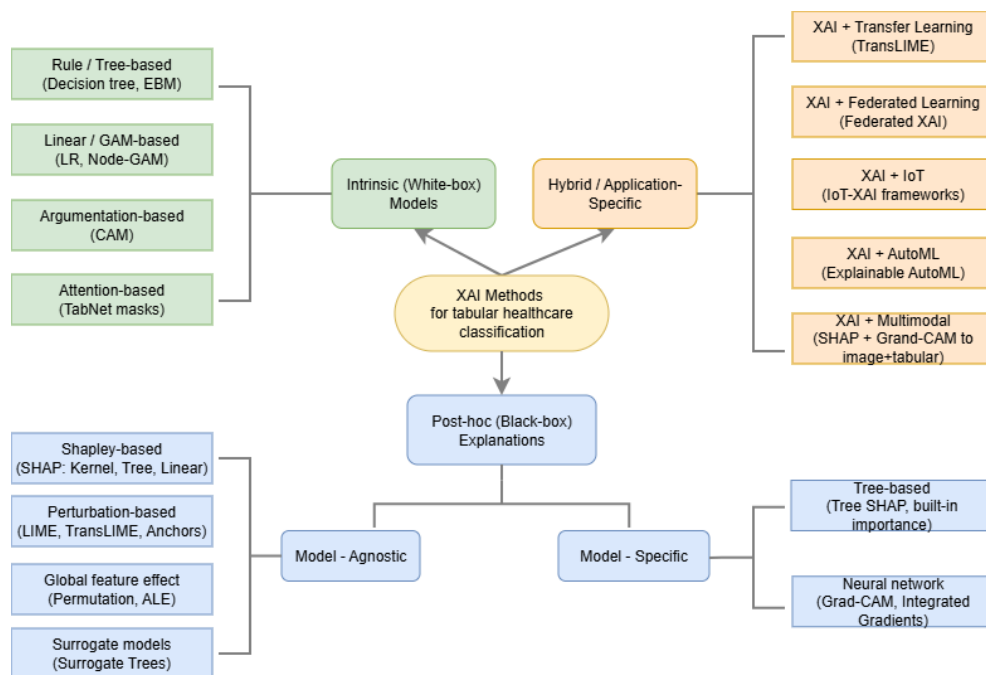 XAI + Transfer Learning
(TransLIME)
Rule / Tree-based
(Decision tree, EBM)
XAI + Federated Learning
(Federated XAI)
Linear / GAM-based
(LR, Node-GAM)
Intrinsic (White-box)
Models
Hybrid / Application-
Specific
XAI + IoT
(IoT-XAI frameworks)
Argumentation-based
(CAM)
XAI + AutoML
(Explainable AutoML)
Attention-based
(TabNet masks)
XAI Methods
for tabular healthcare
classification
XAI + Multimodal
(SHAP + Grand-CAM to
image+tabular)
Post-hoc (Black-box)
Explanations
Shapley-based
(SHAP: Kernel, Tree, Linear)
Perturbation-based
(LIME, TransLIME, Anchors)
Tree-based
(Tree SHAP, built-in
importance)
Model - Agnostic
Model - Specific
Global feature effect
(Permutation, ALE)
Neural network
(Grad-CAM, Integrated
Gradients)
Surrogate models
(Surrogate Trees)